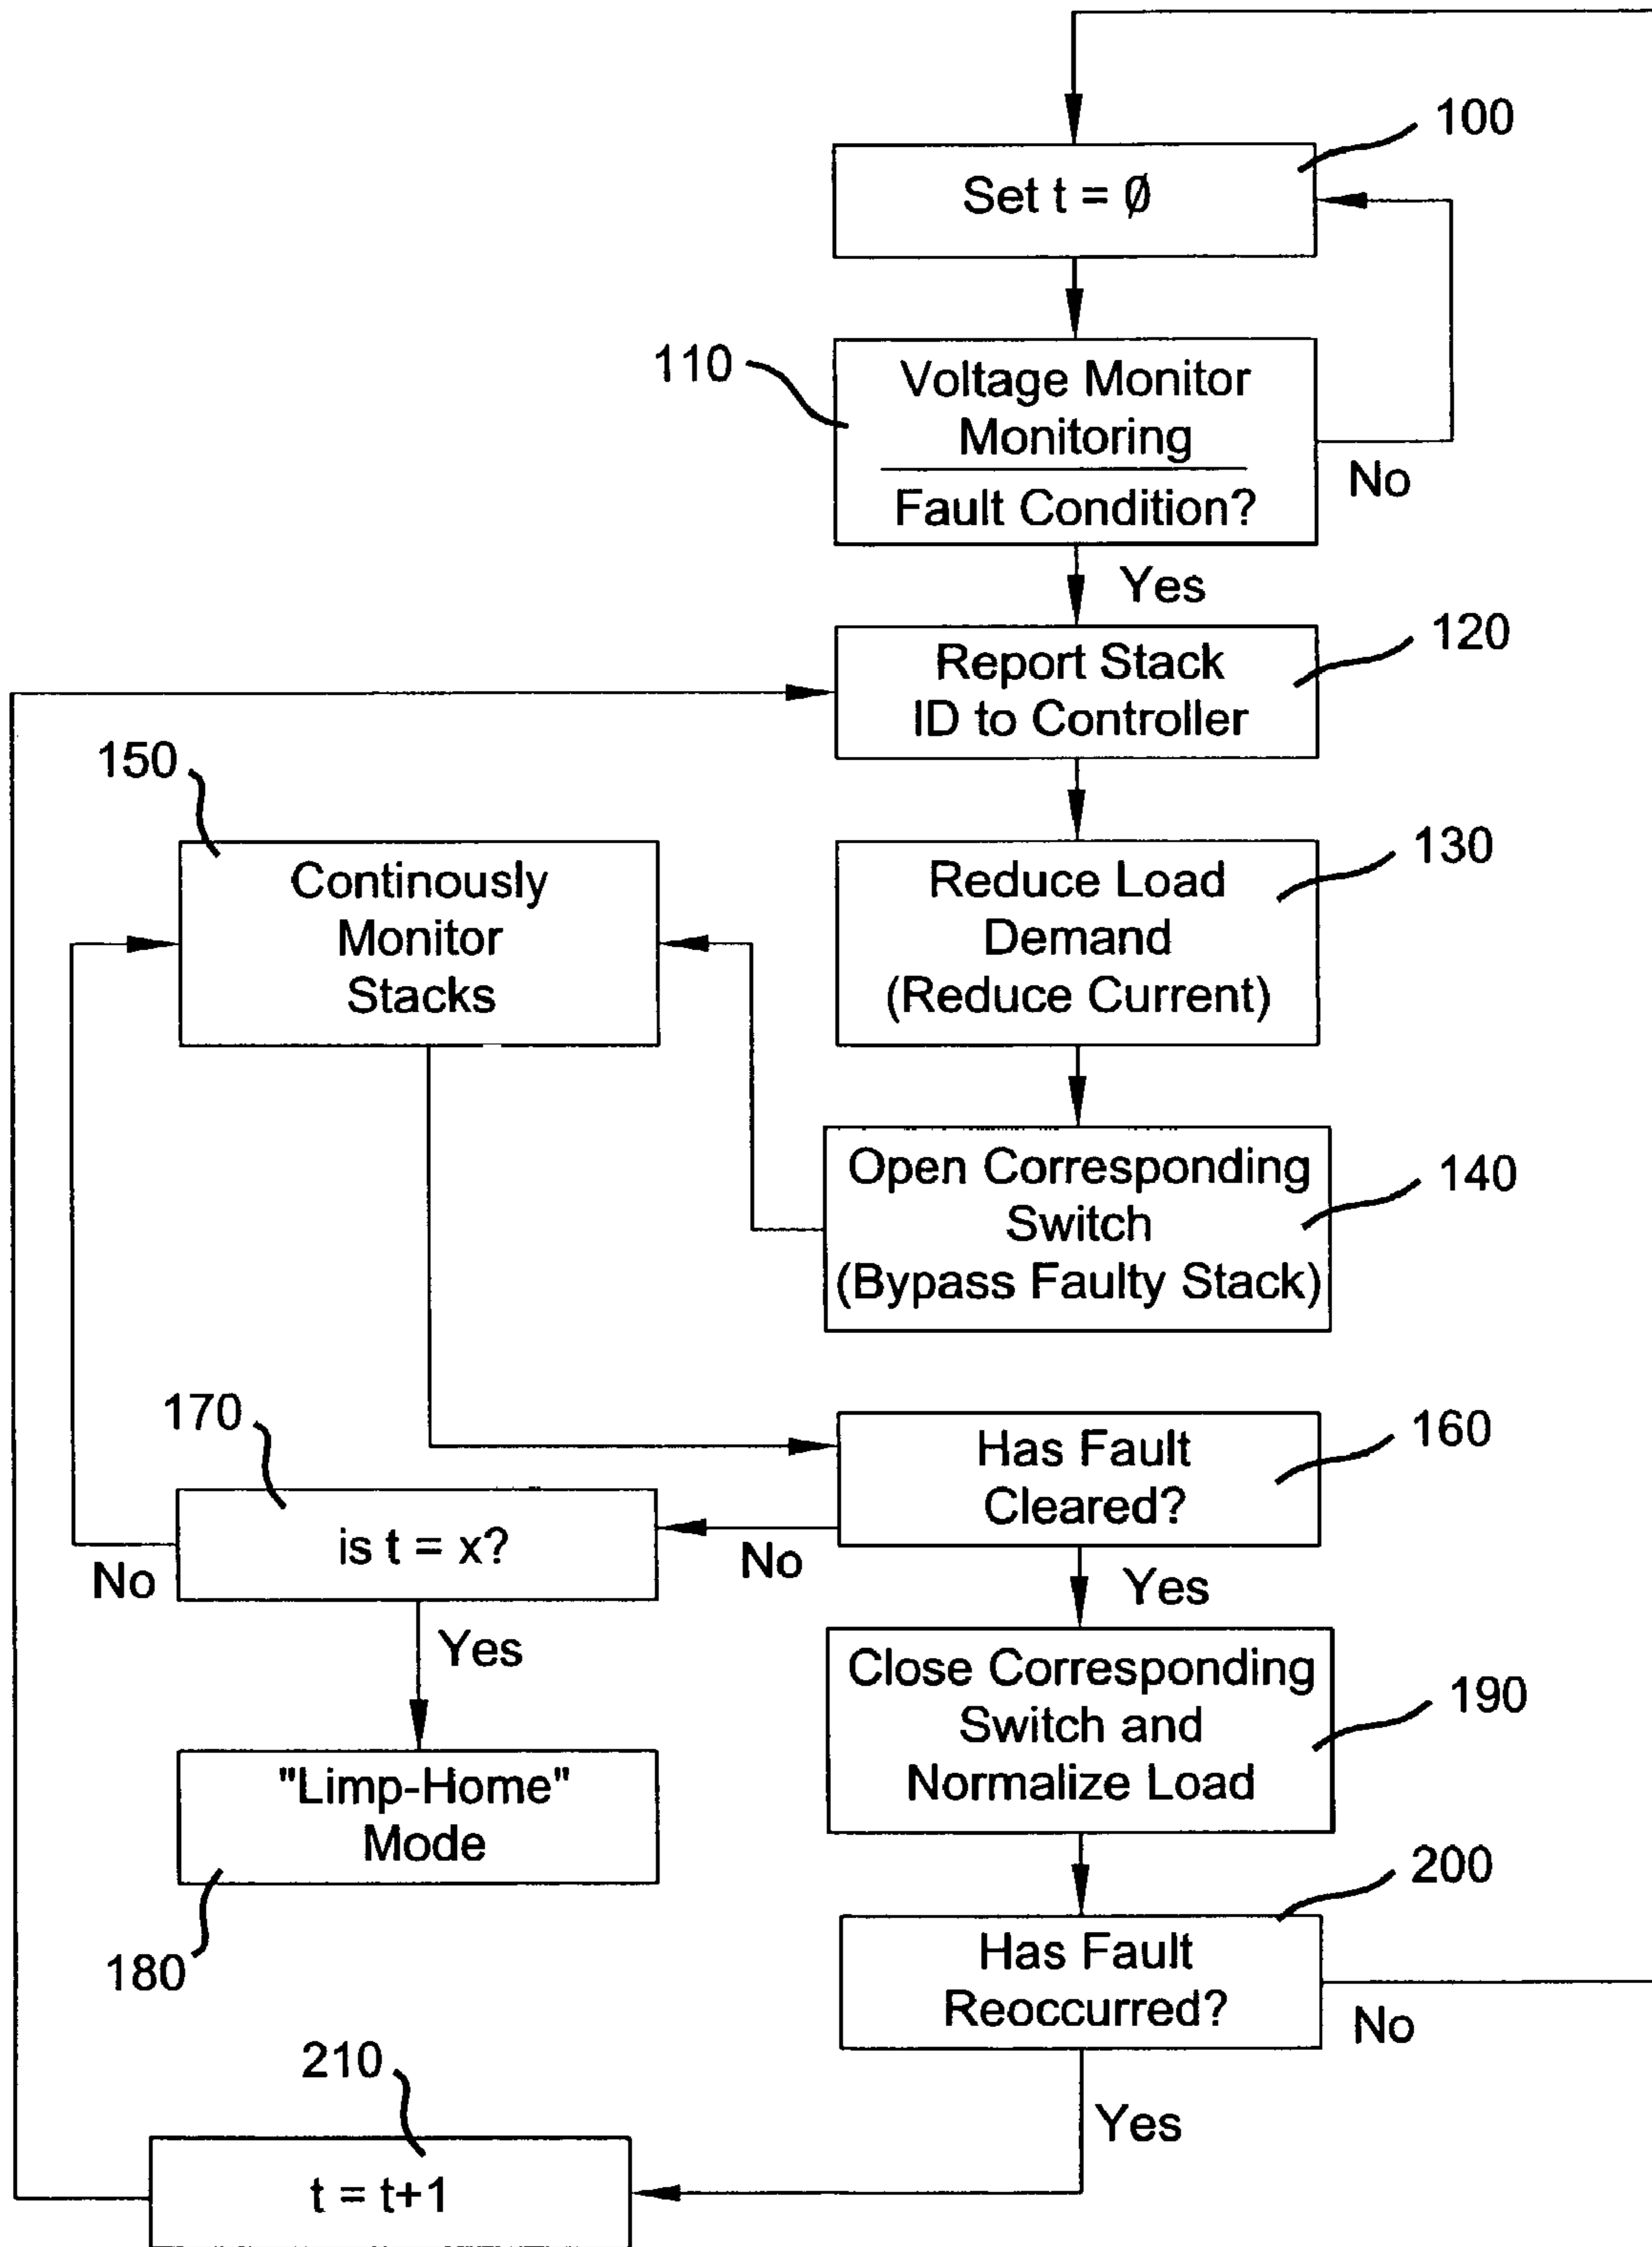 100
Set t = Ø
110
Voltage Monitor
Monitoring
Fault Condition?
No
Yes
120
Report Stack
ID to Controller
150
Continously
Monitor
Stacks
130
Reduce Load
Demand
(Reduce Current)
Open Corresponding
Switch
(Bypass Faulty Stack)
140
170
is t = x?
No
Yes
Has Fault
Cleared?
160
No
Yes
"Limp-Home"
Mode
180
Close Corresponding
Switch and
Normalize Load
190
200
Has Fault
Reoccurred?
No
Yes
210
t = t+1